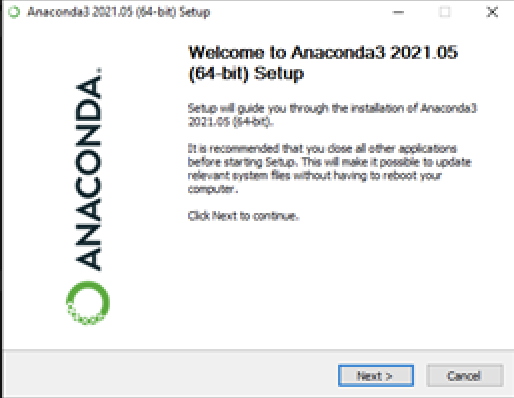 Anaconda3 2021.05 (64-bit) Setup
Welcome to Anaconda3 2021.05
(64-bit) Setup
Setup will guide you through the installation of Anaconda3
2021.05 (64-bit).
It is recommended that you close all other applications
before starting Setup. This will make it possible to update
relevant system files without having to reboot your
computer.
Click Next to continue.
ANACONDA.
Next >
Cancel